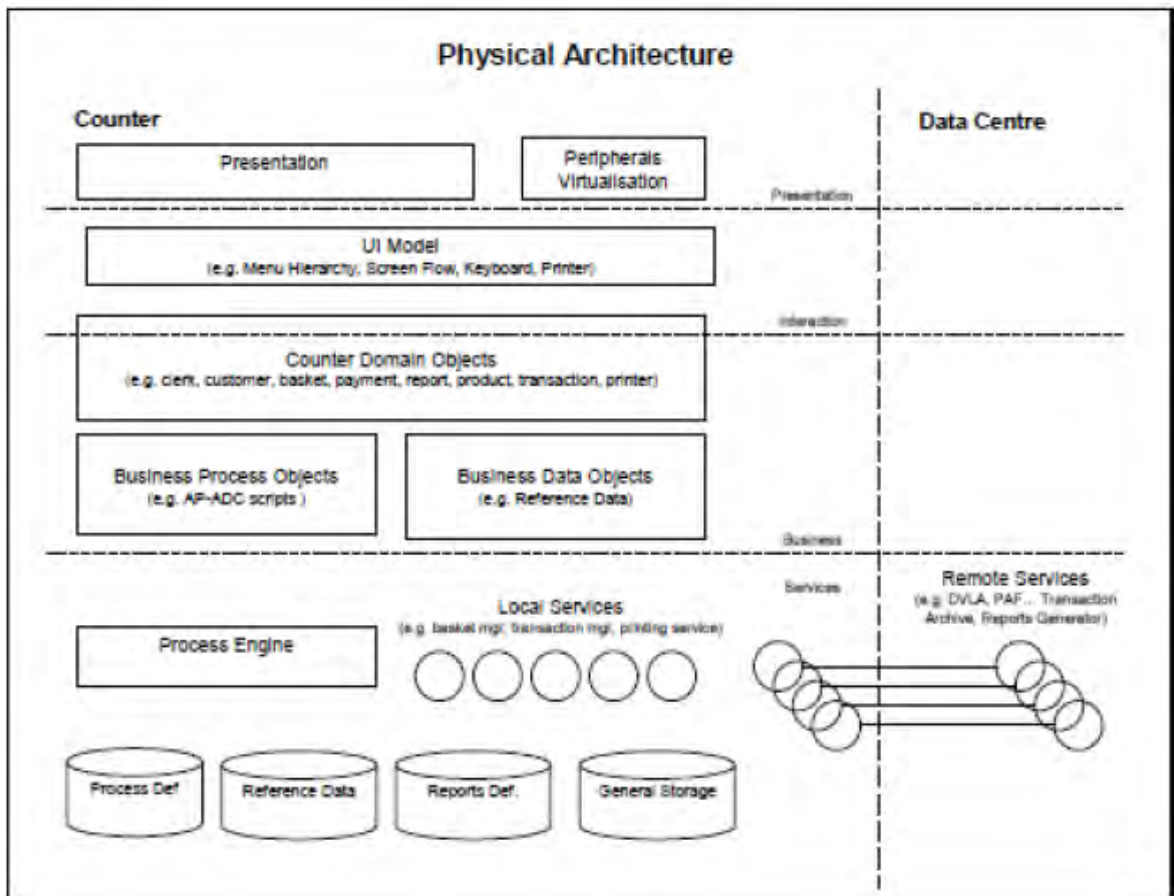 Physical Architecture
Counter
Data Centre
Presentation
Peripherals
Virtualisation
Presentation
UI Model
(e.g. Menu Hierarchy, Screen Flow, Keyboard, Printer)
Interaction
Counter Domain Objects
(e.g. clerk, customer, basket, payment, report, product, transaction, printer)
Business Process Objects
(e.g. AP-ADC scripts )
Business Data Objects
(e.g. Reference Data)
Business
Services
Remote Services
(e.g. DVLA, PAF... Transaction
Archive, Reports Generator)
Local Services
(e.g. basket mgr, transaction mgr, printing service)
Process Engine
Process Def
Reference Data
Reports Def.
General Storage